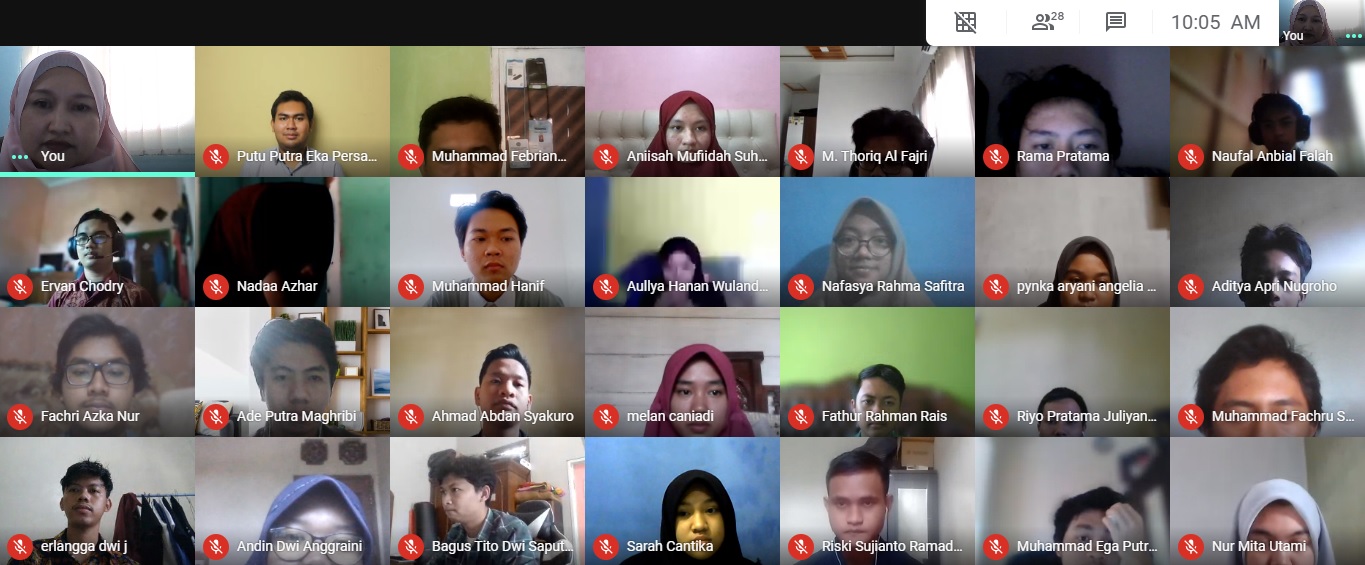 28
10:05 AM
You
You
Putu Putra Eka Persa...
Muhammad Febrian...
Aniisah Mufiidah Suh...
M. Thoriq Al Fajri
Rama Pratama
Naufal Anbial Falah
Ervan Chodry
Nadaa Azhar
Muhammad Hanif
Aullya Hanan Wuland...
Nafasya Rahma Safitra
pynka aryani angelia ...
Aditya Apri Nugroho
Fachri Azka Nur
Ade Putra Maghribi
Ahmad Abdan Syakuro
melan caniadi
Fathur Rahman Rais
Riyo Pratama Juliyan...
Muhammad Fachru S...
erlangga dwi j
Andin Dwi Anggraini
Bagus Tito Dwi Saput...
Sarah Cantika
Riski Sujianto Ramad...
Muhammad Ega Putr...
Nur Mita Utami